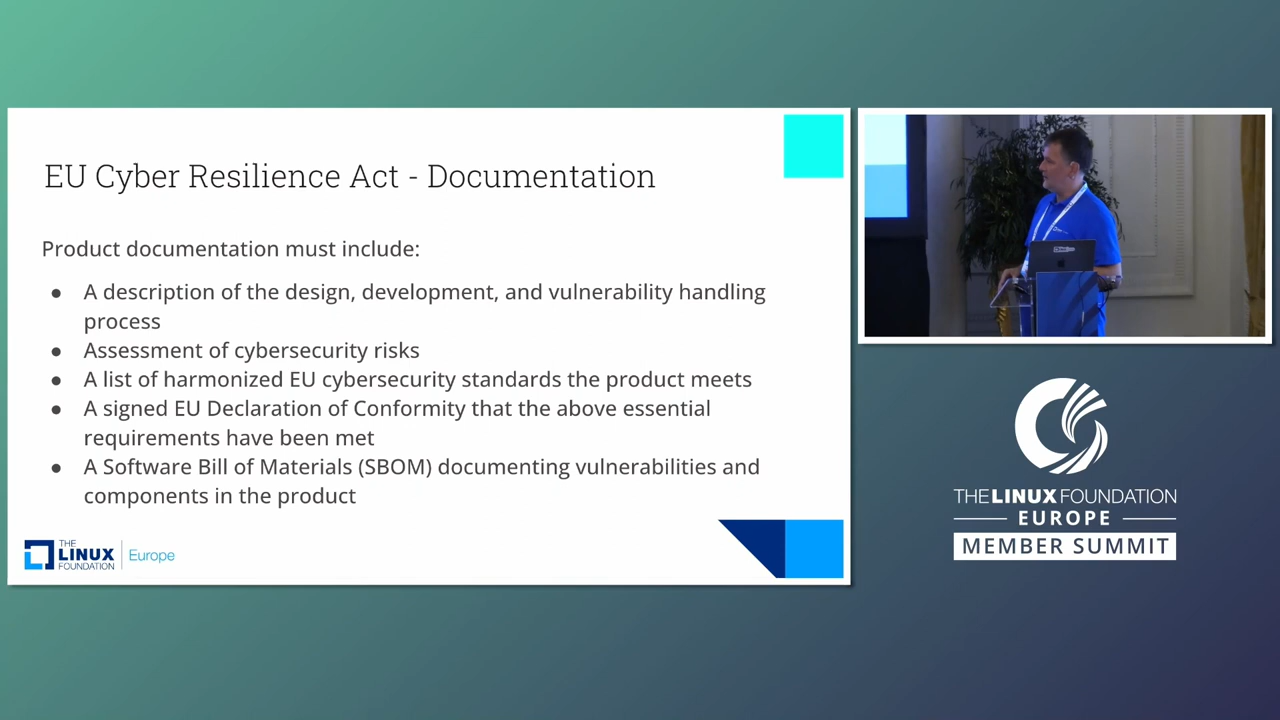 EU Cyber Resilience Act - Documentation
Product documentation must include:
● A description of the design, development, and vulnerability handling
process
● Assessment of cybersecurity risks
● A list of harmonized EU cybersecurity standards the product meets
● A signed EU Declaration of Conformity that the above essential
requirements have been met
● A Software Bill of Materials (SBOM) documenting vulnerabilities and
components in the product
THE
LINUX
FOUNDATION
Europe
THE LINUX FOUNDATION
EUROPE
MEMBER SUMMIT